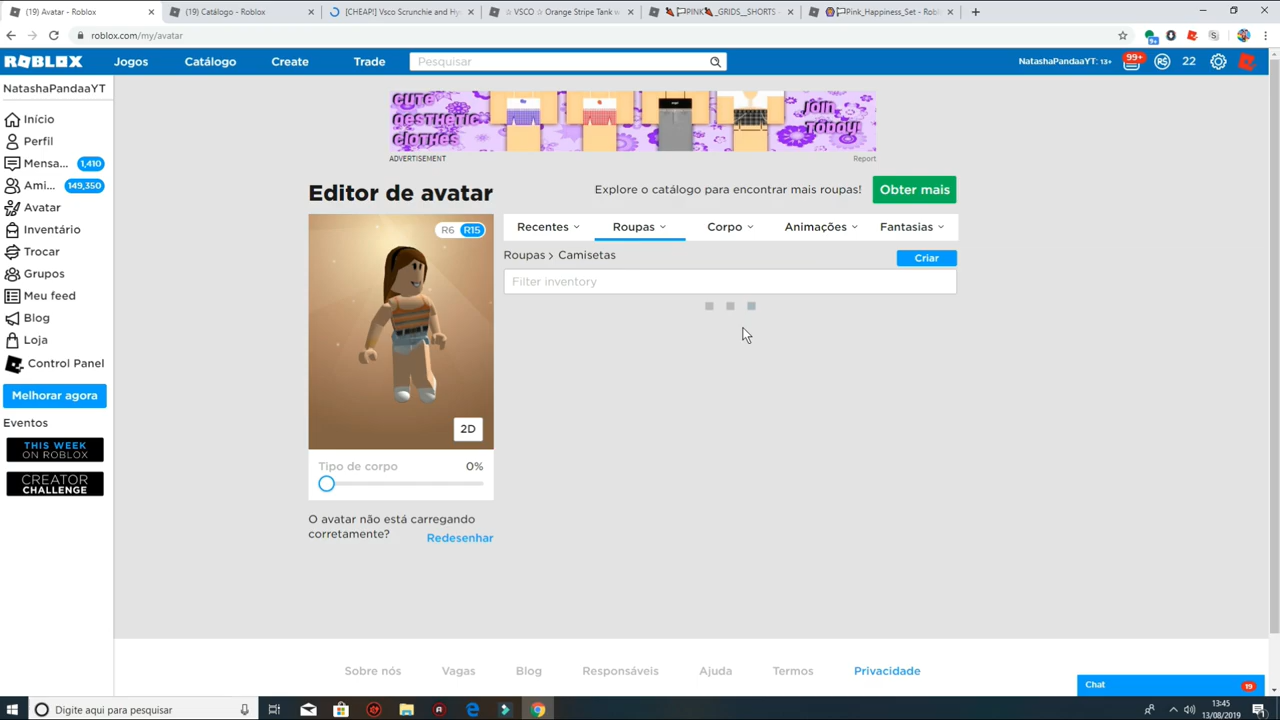 (19) Avatar - Roblox
(19) Catálogo - Roblox
[CHEAP!] Vsco Scrunchie and Hy
☆ VSCO ☆ Orange Stripe Tank w
PINK _GRIDS__SHORTS -
Pink_Happiness_Set - Robl
roblox.com/my/avatar
ROBLOX
Jogos
Catálogo
Create
Trade
Pesquisar
NatashaPandaaYT: 13+
99+
R$
22
NatashaPandaaYT
Início
Perfil
Mensa... 1,410
Ami... 149,350
Avatar
Inventário
Trocar
Grupos
Meu feed
Blog
Loja
Control Panel
Melhorar agora
Eventos
THIS WEEK
ON ROBLOX
CREATOR
CHALLENGE
CUTE
AESTHETIC
CLOTHES
JOIN
TODAY!
ADVERTISEMENT
Report
Editor de avatar
Explore o catálogo para encontrar mais roupas!
Obter mais
R6 R15
2D
Tipo de corpo 0%
O avatar não está carregando
corretamente?
Redesenhar
Recentes
Roupas
Corpo
Animações
Fantasias
Roupas > Camisetas
Criar
Filter inventory
Sobre nós
Vagas
Blog
Responsáveis
Ajuda
Termos
Privacidade
Chat 19
Digite aqui para pesquisar
13:45
13/08/2019